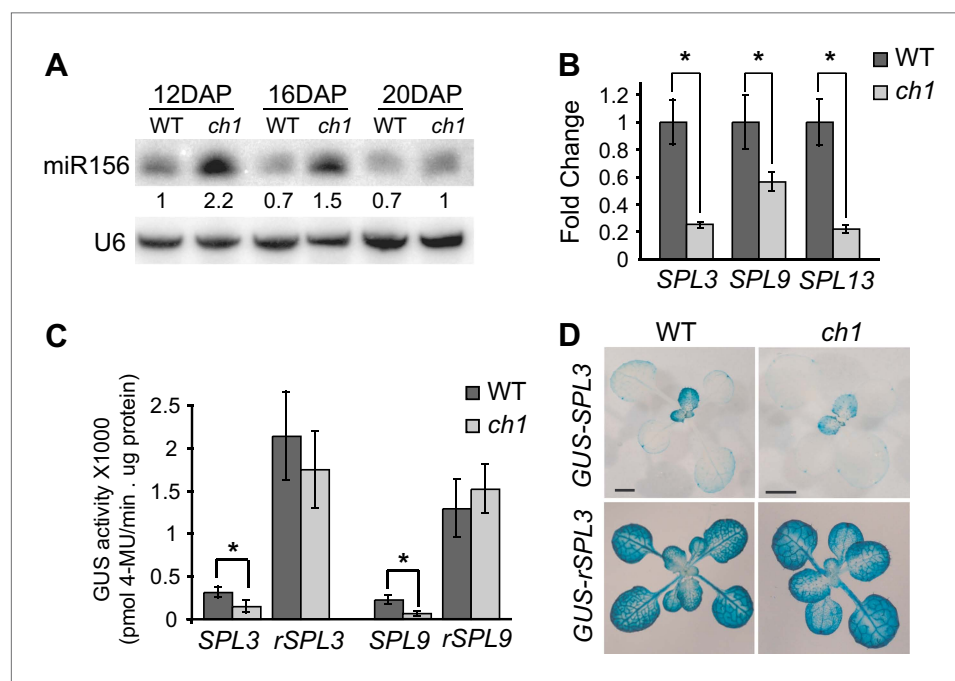 A
12DAP 16DAP 20DAP
WT ch1 WT ch1 WT ch1
miR156
1 2.2 0.7 1.5 0.7 1
U6
B
WT
ch1
* * *
Fold Change
1.2
1
0.8
0.6
0.4
0.2
0
SPL3 SPL9 SPL13
C
WT
ch1
GUS activity X1000
(pmol 4-MU/min . ug protein)
2.5
2
1.5
1
0.5
0
* *
SPL3 rSPL3 SPL9 rSPL9
D
WT ch1
GUS-SPL3
GUS-rSPL3